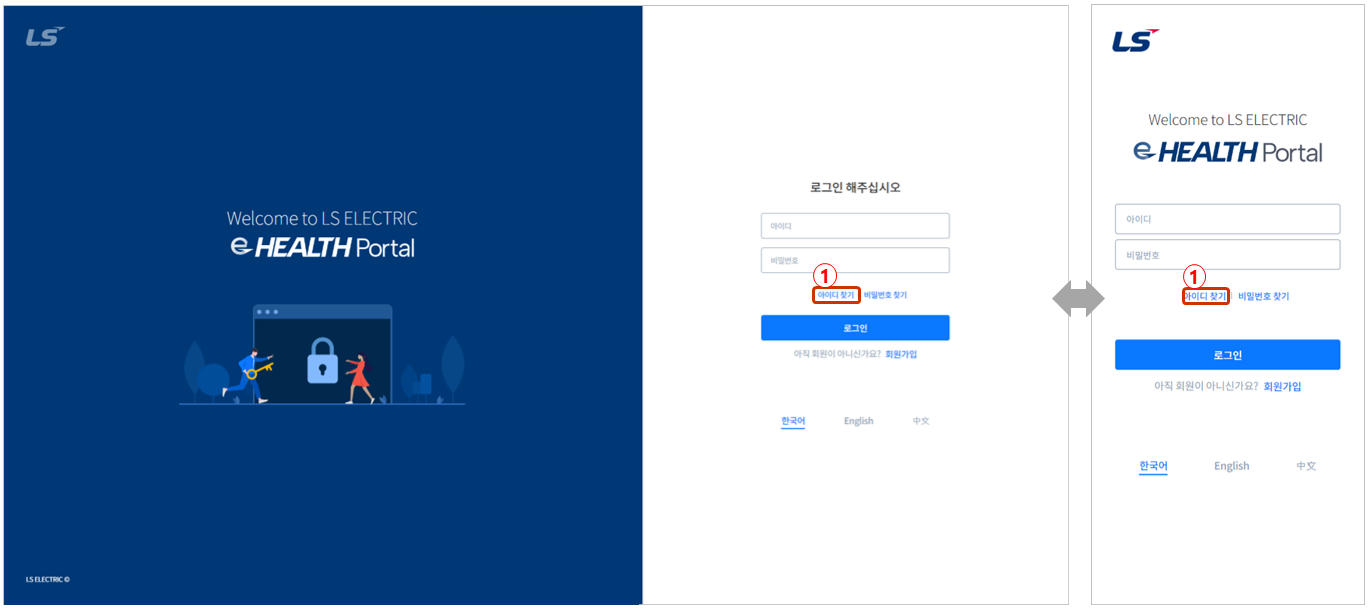 LS
Welcome to LS ELECTRIC
e-HEALTH Portal
LS ELECTRIC ©
로그인 해주십시오
아이디
비밀번호
1
아이디 찾기 비밀번호 찾기
로그인
아직 회원이 아니신가요? 회원가입
한국어 English 中文
LS
Welcome to LS ELECTRIC
e-HEALTH Portal
아이디
비밀번호
1
아이디 찾기 비밀번호 찾기
로그인
아직 회원이 아니신가요? 회원가입
한국어 English 中文